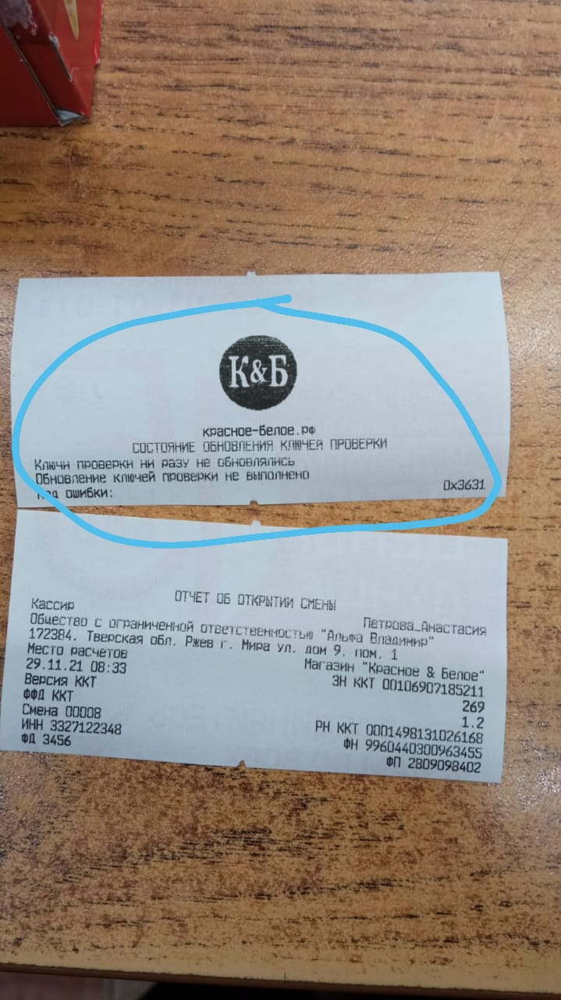 К&Б
красное-белое.рф
СОСТОЯНИЕ ОБНОВЛЕНИЯ КЛЮЧЕЙ ПРОВЕРКИ
Ключи проверки ни разу не обновлялись
Обновление ключей проверки не выполнено
Код ошибки: 0x3631
ОТЧЕТ ОБ ОТКРЫТИИ СМЕНЫ
Кассир Петрова_Анастасия
Общество с ограниченной ответственностью "Альфа Владимир"
172384. Тверская обл. Ржев г. Мира ул. дом 9. пом. 1
Место расчетов Магазин "Красное & Белое"
29.11.21 08:33 ЗН ККТ 00106907185211
Версия ККТ 269
ФФД ККТ 1.2
Смена 00008 РН ККТ 0001498131026168
ИНН 3327122348 ФН 9960440300963455
ФД 3456 ФП 2809098402